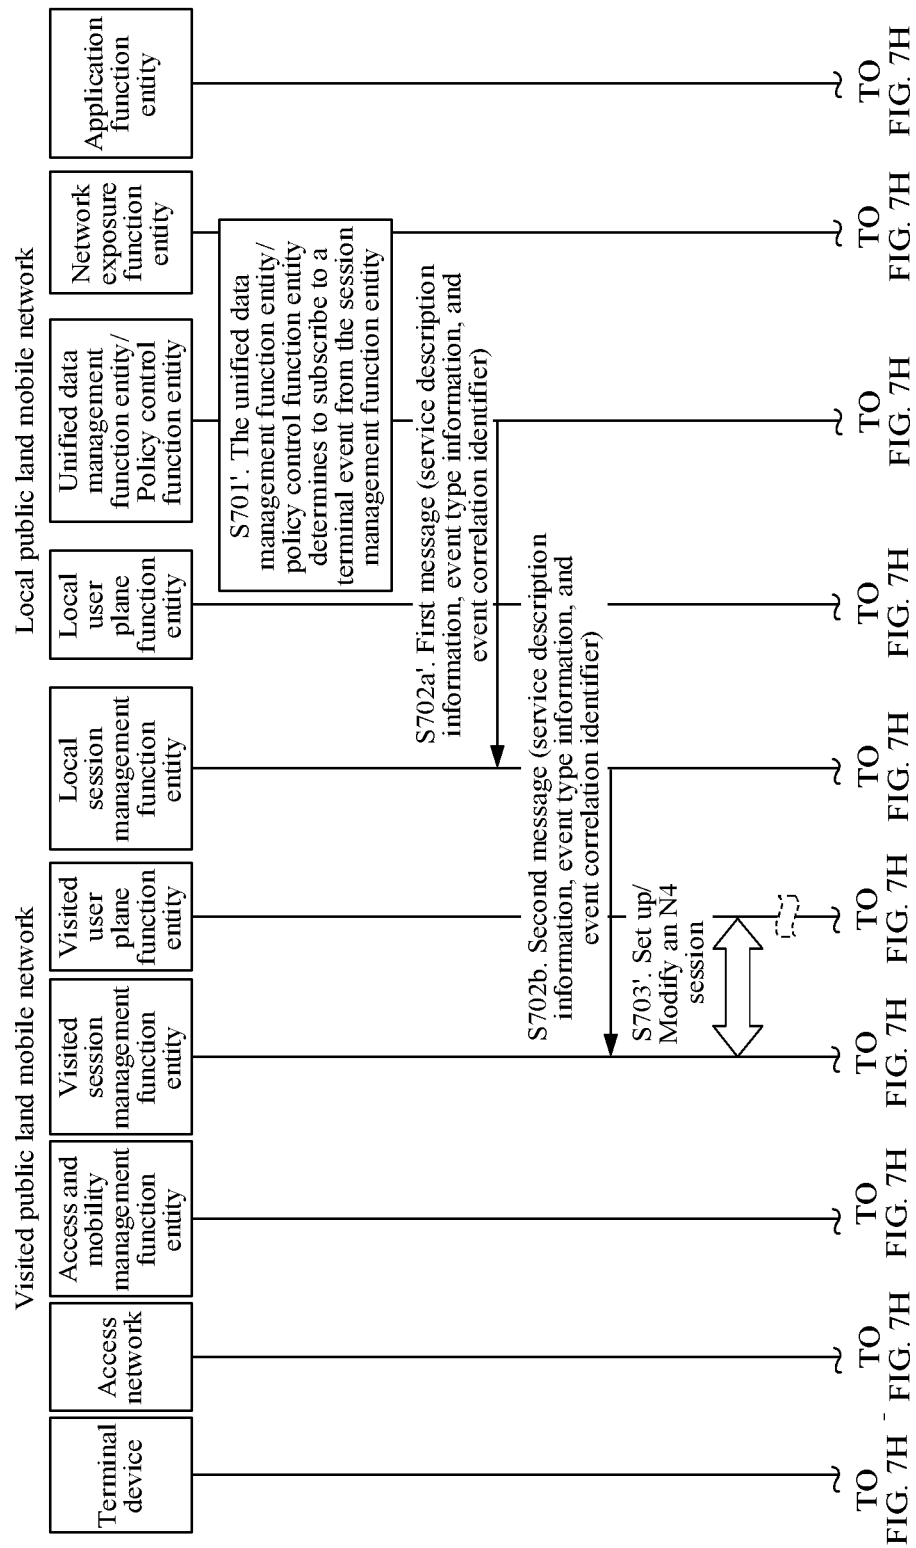 Visited public land mobile network
Local public land mobile network
Terminal
device
Access
network
Access and
mobility
management
function
entity
Visited
session
management
function
entity
Visited
user
plane
function
entity
Local
session
management
function
entity
Local
user
plane
function
entity
Unified data
management
function entity/
Policy control
function entity
Network
exposure
function
entity
Application
function
entity
S701'. The unified data
management function entity/
policy control function entity
determines to subscribe to a
terminal event from the session
management function entity
S702a'. First message (service description
information, event type information, and
event correlation identifier)
S702b. Second message (service description
information, event type information, and
event correlation identifier)
S703'. Set up/
Modify an N4
session
TO
FIG. 7H
TO
FIG. 7H
TO
FIG. 7H
TO
FIG. 7H
TO
FIG. 7H
TO
FIG. 7H
TO
FIG. 7H
TO
FIG. 7H
TO
FIG. 7H
TO
FIG. 7H